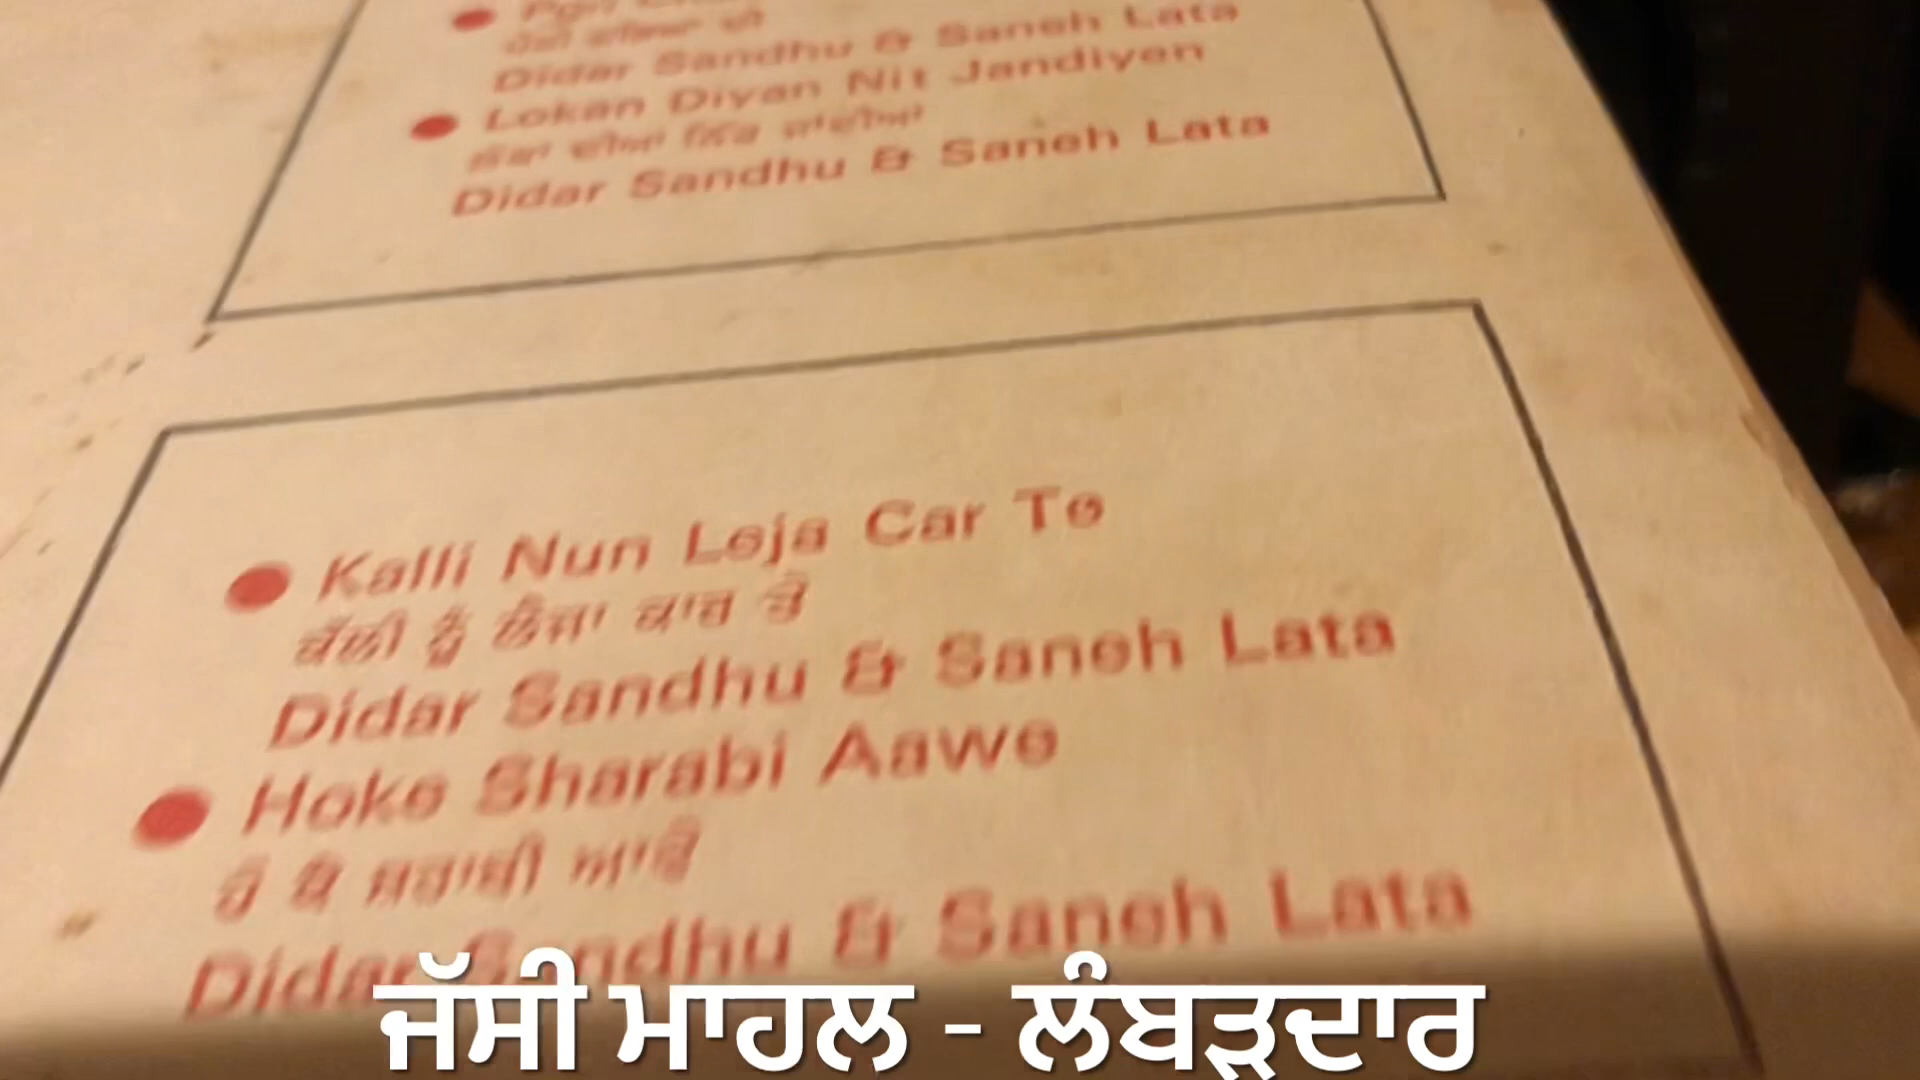 Didar Sandhu & Saneh Lata
Lokan Diyan Nit Jandiyen
ਲੋਕਾਂ ਦੀਆਂ ਨਿੱਤ ਜਾਂਦੀਆਂ
Didar Sandhu & Saneh Lata
Kalli Nun Leja Car Te
ਕੱਲੀ ਨੂੰ ਲੈਜਾ ਕਾਰ ਤੇ
Didar Sandhu & Saneh Lata
Hoke Sharabi Aawe
ਹੋ ਕੇ ਸ਼ਰਾਬੀ ਆਵੇਂ
Didar Sandhu & Saneh Lata
ਜੱਸੀ ਮਾਹਲ - ਲੰਬੜਦਾਰ